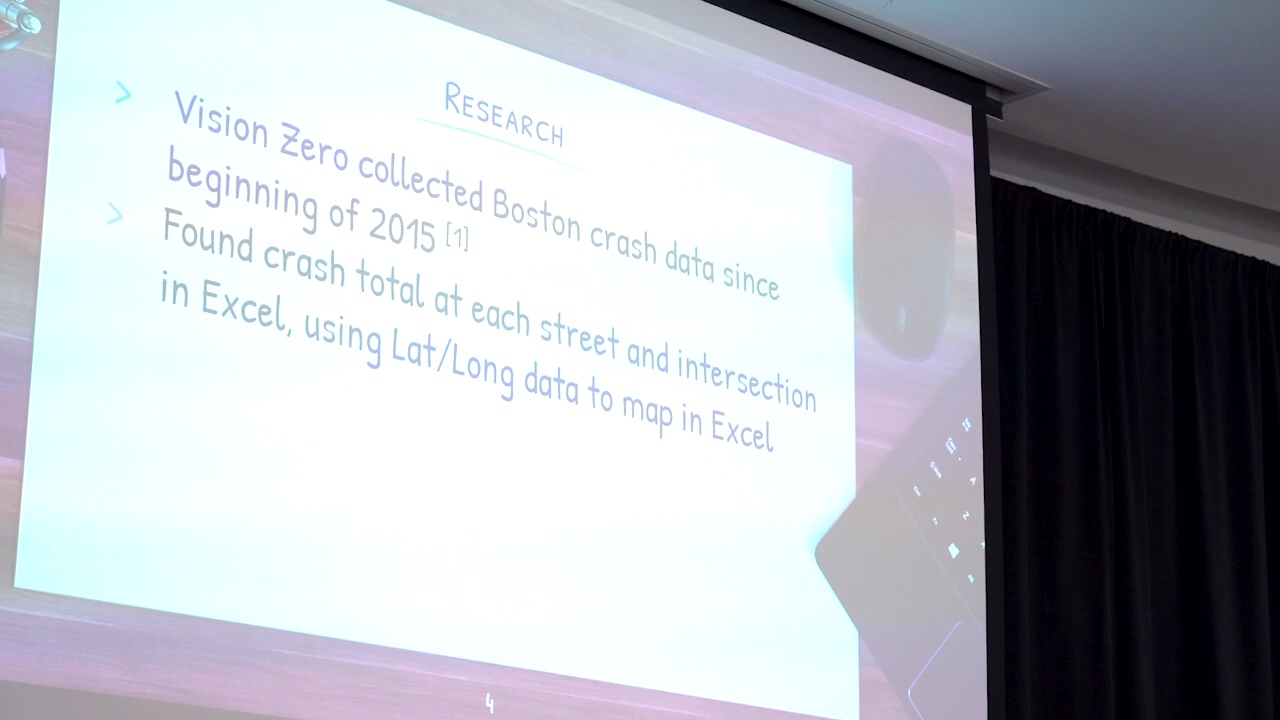 RESEARCH
> Vision Zero collected Boston crash data since
beginning of 2015 [1]
> Found crash total at each street and intersection
in Excel, using Lat/Long data to map in Excel
4